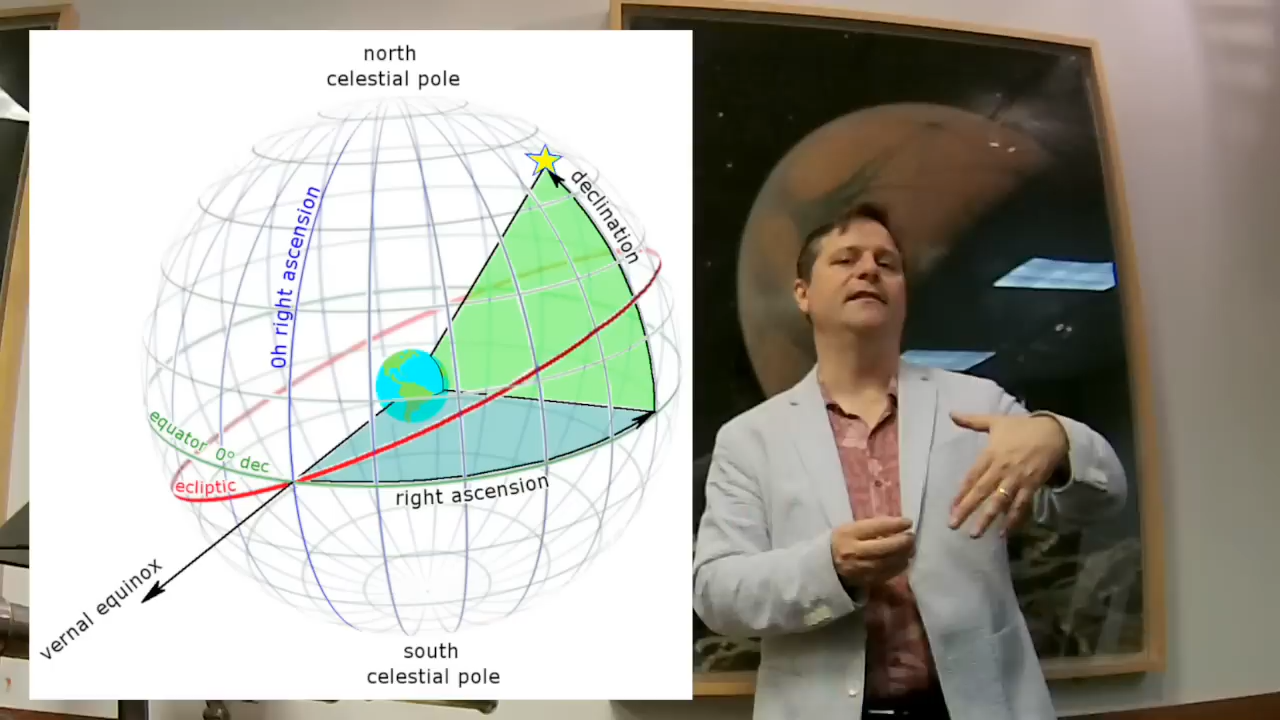 north
celestial pole
declination
0h right ascension
equator 0° dec
ecliptic
right ascension
vernal equinox
south
celestial pole